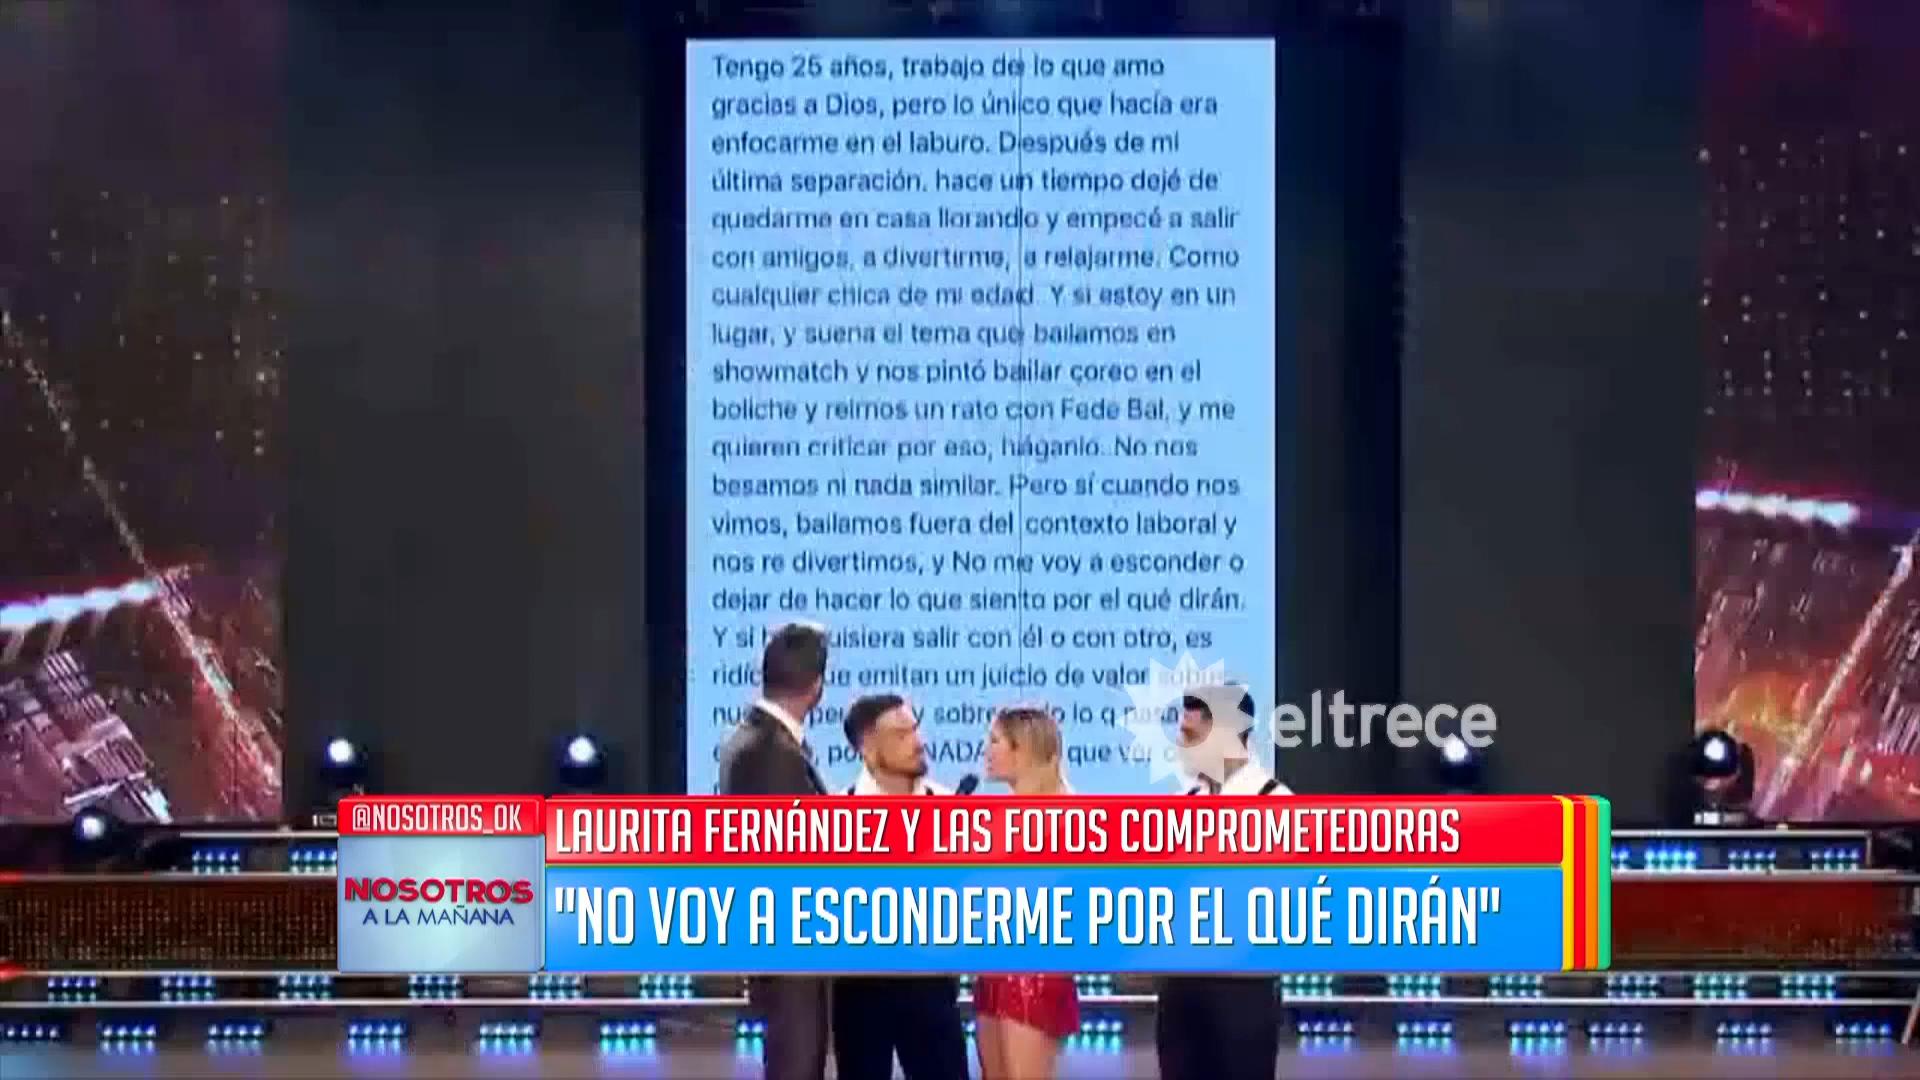 Tengo 25 años, trabajo de lo que amo
gracias a Dios, pero lo único que hacía era
enfocarme en el laburo. Después de mi
última separación, hace un tiempo dejé de
quedarme en casa llorando y empecé a salir
con amigos, a divertirme, a relajarme. Como
cualquier chica de mi edad. Y si estoy en un
lugar, y suena el tema que bailamos en
showmatch y nos pintó bailar coreo en el
boliche y reirnos un rato con Fede Bal, y me
quieren criticar por eso, háganlo. No nos
besamos ni nada similar. Pero sí cuando nos
vimos, bailamos fuera del contexto laboral y
nos re divertimos, y No me voy a esconder o
dejar de hacer lo que siento por el qué dirán.
Y si salir con él o con otro, es
emitan un juicio de valor
y lo q pasa
NADA que
eltrece
@NOSOTROS_OK
LAURITA FERNÁNDEZ Y LAS FOTOS COMPROMETEDORAS
NOSOTROS
A LA MAÑANA
"NO VOY A ESCONDERME POR EL QUÉ DIRÁN"